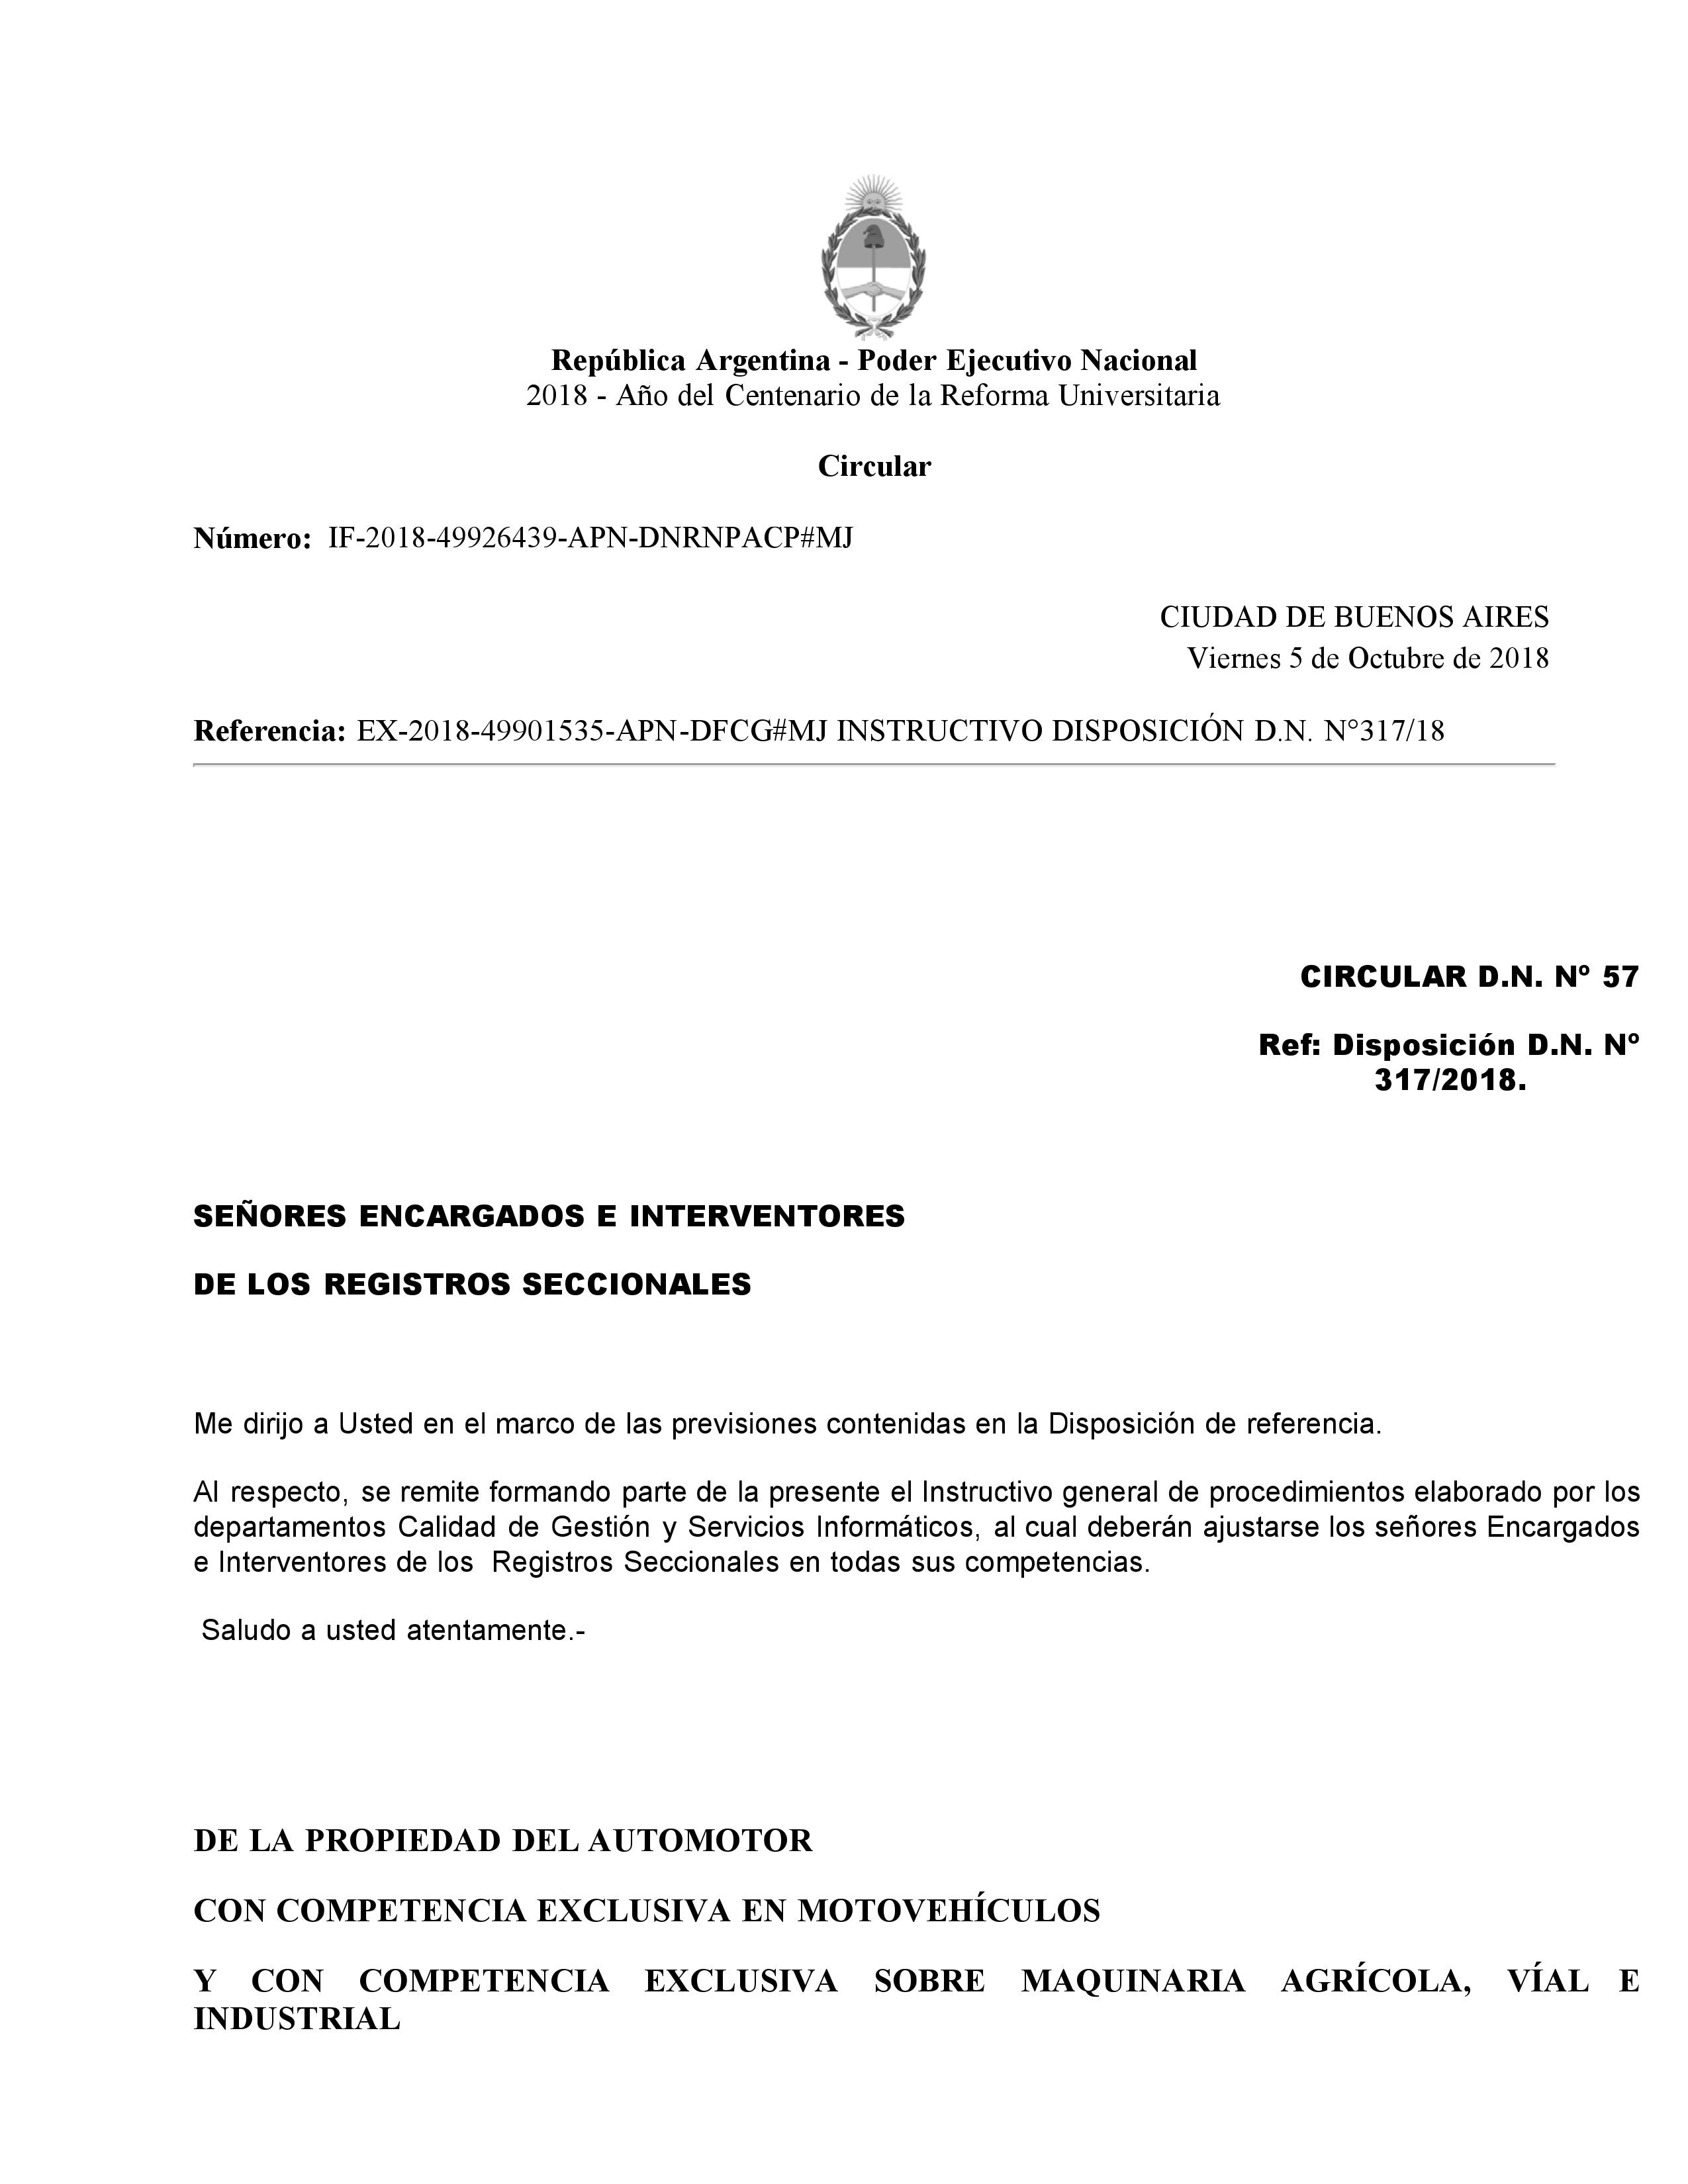 República Argentina - Poder Ejecutivo Nacional
2018 - Año del Centenario de la Reforma Universitaria
Circular
Número: IF-2018-49926439-APN-DNRNPACP#MJ
CIUDAD DE BUENOS AIRES
Viernes 5 de Octubre de 2018
Referencia: EX-2018-49901535-APN-DFCG#MJ INSTRUCTIVO DISPOSICIÓN D.N. N°317/18
CIRCULAR D.N. Nº 57
Ref: Disposición D.N. Nº
317/2018.
SEÑORES ENCARGADOS E INTERVENTORES
DE LOS REGISTROS SECCIONALES
Me dirijo a Usted en el marco de las previsiones contenidas en la Disposición de referencia.
Al respecto, se remite formando parte de la presente el Instructivo general de procedimientos elaborado por los
departamentos Calidad de Gestión y Servicios Informáticos, al cual deberán ajustarse los señores Encargados
e Interventores de los Registros Seccionales en todas sus competencias.
Saludo a usted atentamente.-
DE LA PROPIEDAD DEL AUTOMOTOR
CON COMPETENCIA EXCLUSIVA EN MOTOVEHÍCULOS
Y CON COMPETENCIA EXCLUSIVA SOBRE MAQUINARIA AGRÍCOLA, VÍAL E
INDUSTRIAL